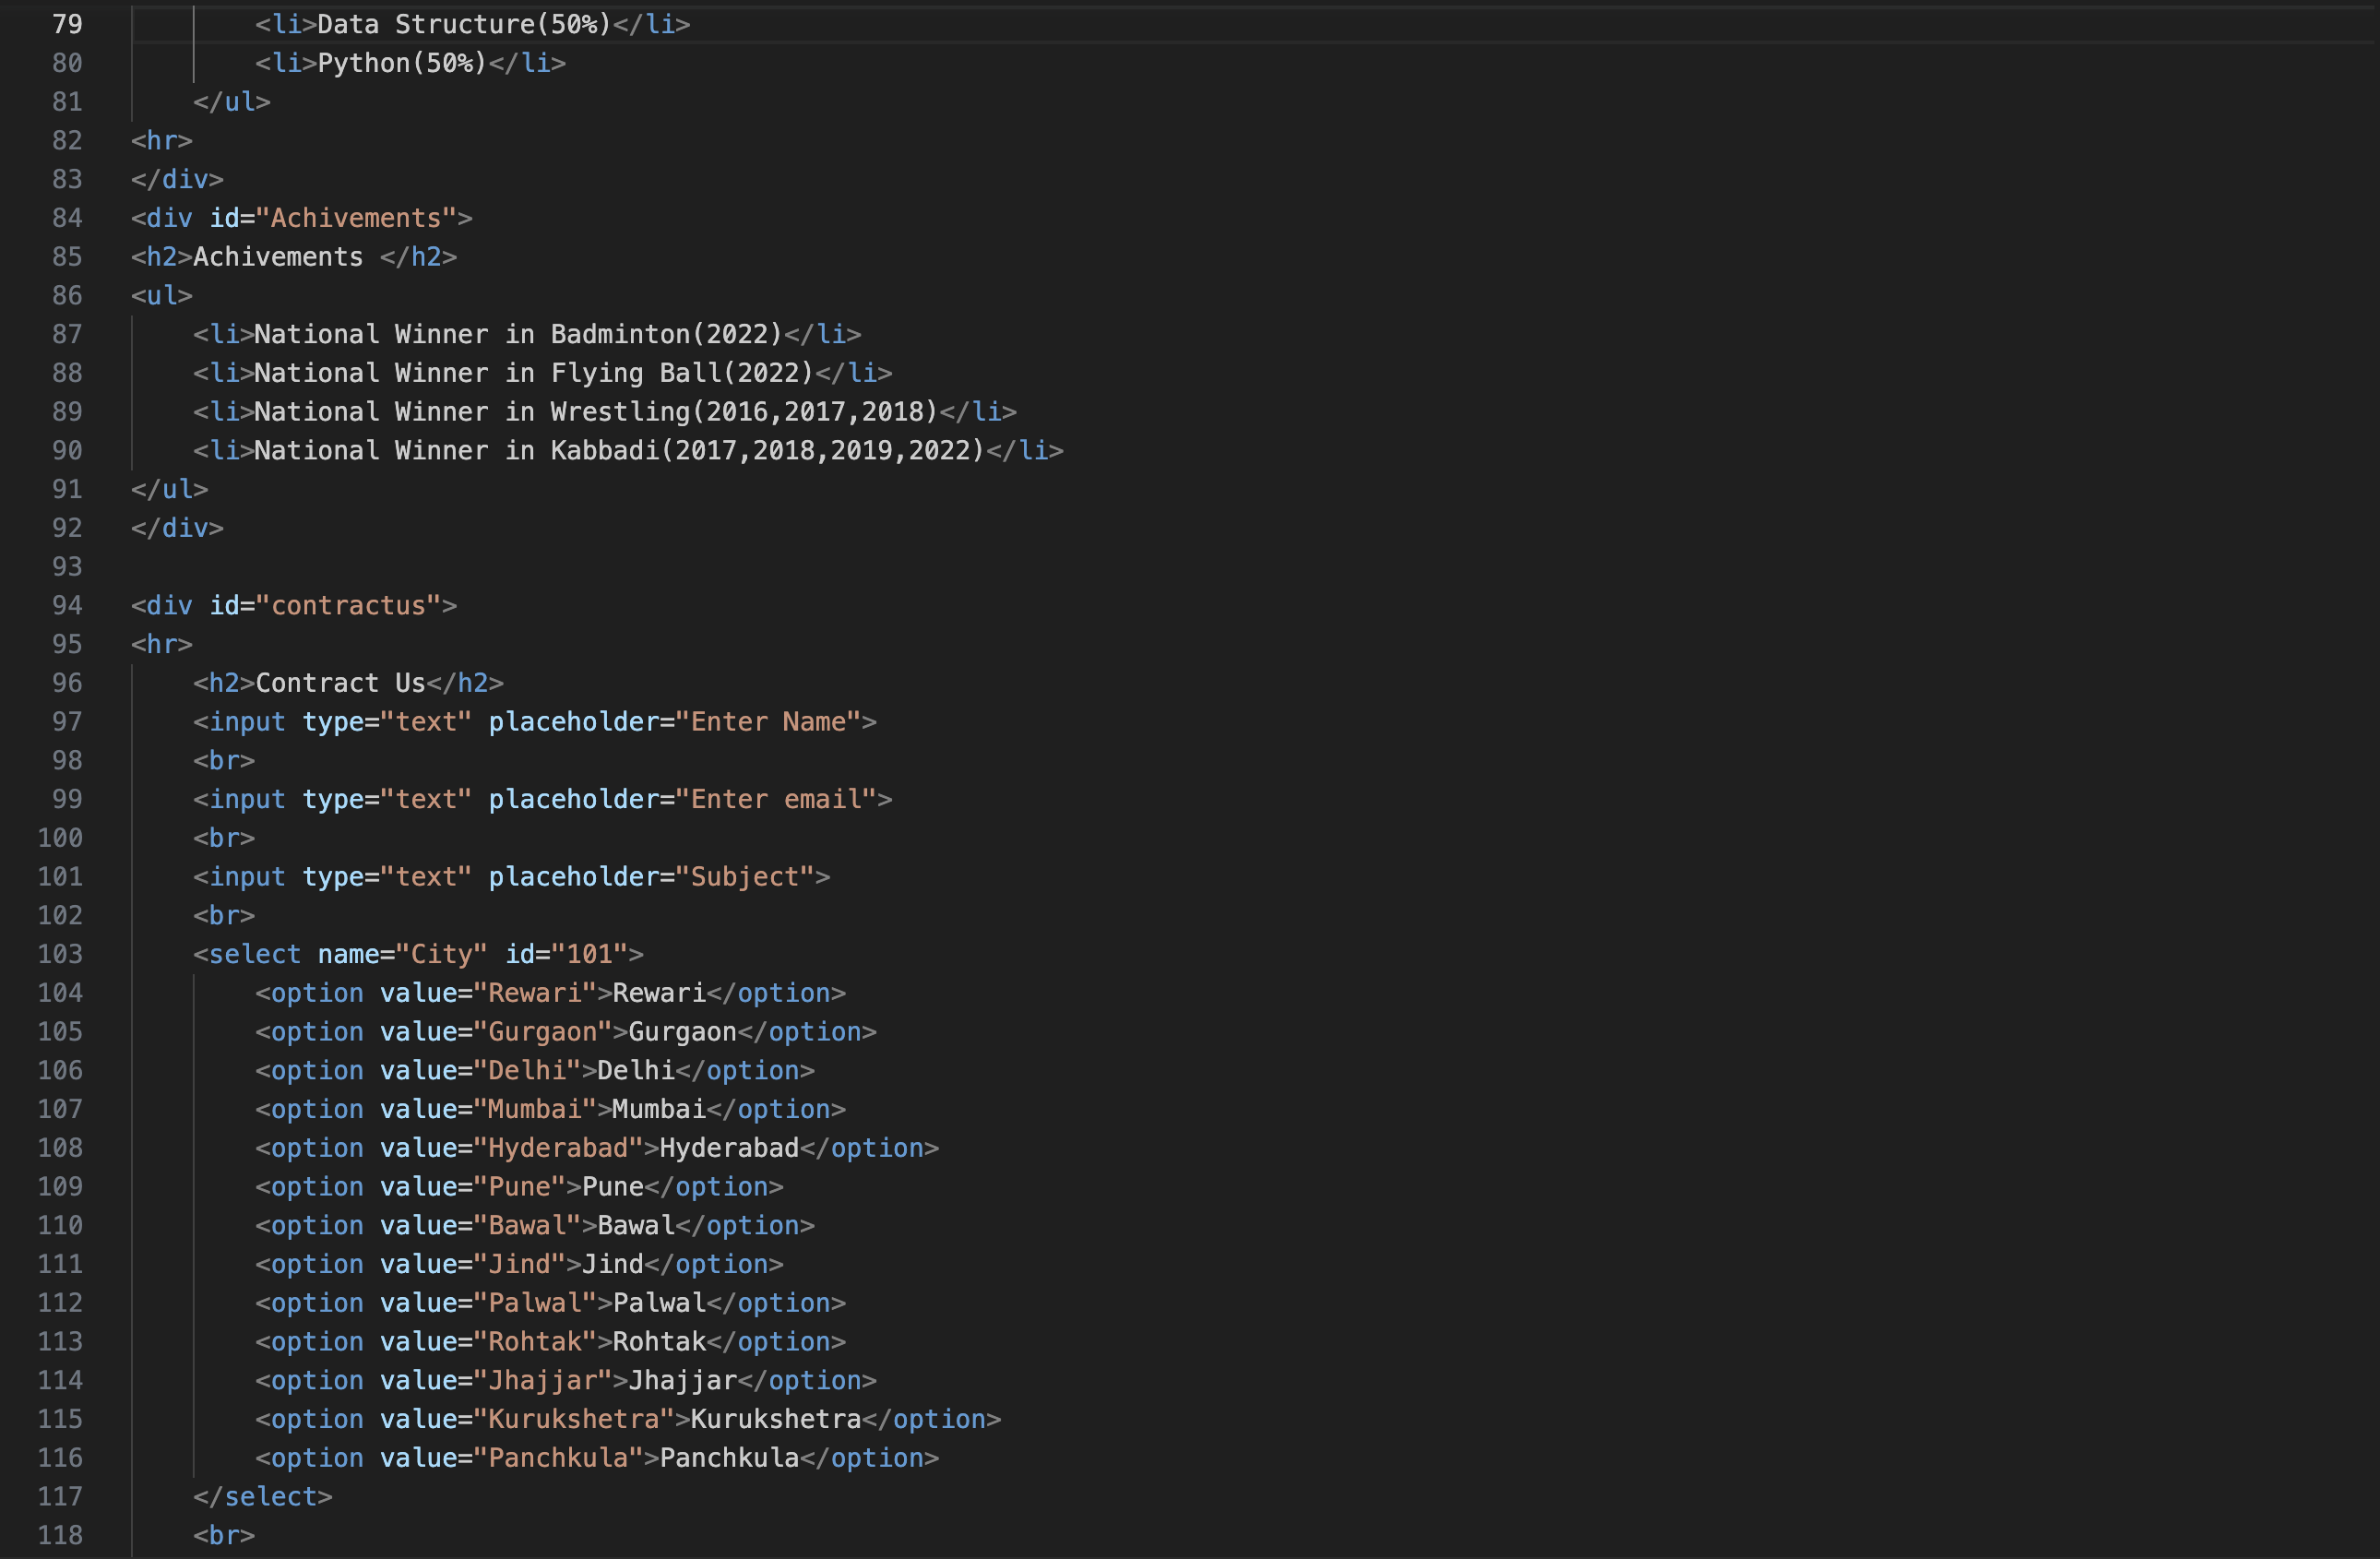 79 <li>Data Structure(50%)</li>
80 <li>Python(50%)</li>
81 </ul>
82 <hr>
83 </div>
84 <div id="Achivements">
85 <h2>Achivements </h2>
86 <ul>
87 <li>National Winner in Badminton(2022)</li>
88 <li>National Winner in Flying Ball(2022)</li>
89 <li>National Winner in Wrestling(2016,2017,2018)</li>
90 <li>National Winner in Kabbadi(2017,2018,2019,2022)</li>
91 </ul>
92 </div>
93
94 <div id="contractus">
95 <hr>
96 <h2>Contract Us</h2>
97 <input type="text" placeholder="Enter Name">
98 <br>
99 <input type="text" placeholder="Enter email">
100 <br>
101 <input type="text" placeholder="Subject">
102 <br>
103 <select name="City" id="101">
104 <option value="Rewari">Rewari</option>
105 <option value="Gurgaon">Gurgaon</option>
106 <option value="Delhi">Delhi</option>
107 <option value="Mumbai">Mumbai</option>
108 <option value="Hyderabad">Hyderabad</option>
109 <option value="Pune">Pune</option>
110 <option value="Bawal">Bawal</option>
111 <option value="Jind">Jind</option>
112 <option value="Palwal">Palwal</option>
113 <option value="Rohtak">Rohtak</option>
114 <option value="Jhajjar">Jhajjar</option>
115 <option value="Kurukshetra">Kurukshetra</option>
116 <option value="Panchkula">Panchkula</option>
117 </select>
118 <br>